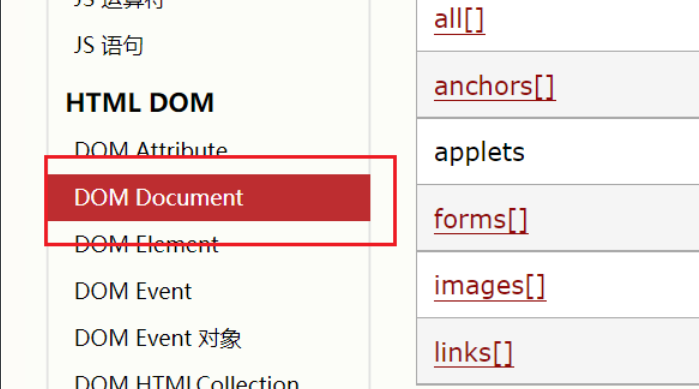 JS 运算符
JS 语句
HTML DOM
DOM Attribute
DOM Document
DOM Element
DOM Event
DOM Event 对象
DOM HTMLCollection
all[]
anchors[]
applets
forms[]
images[]
links[]